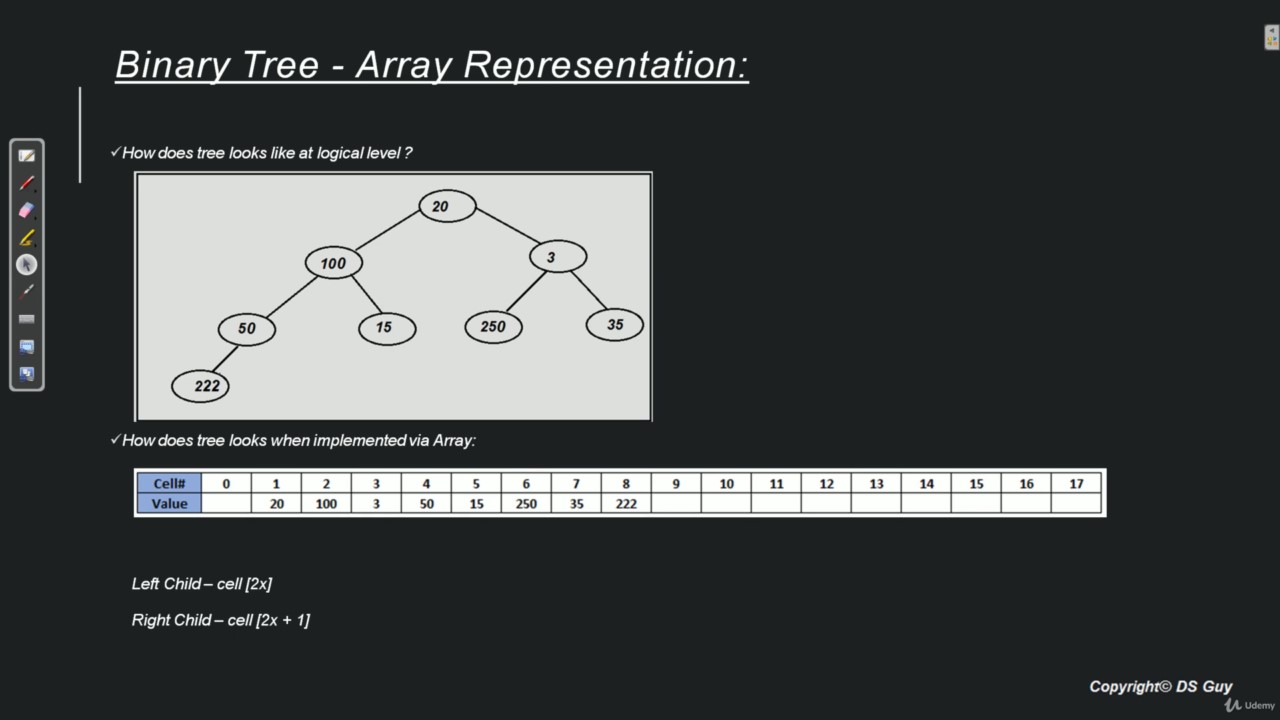 Binary Tree - Array Representation:
✓How does tree looks like at logical level ?
20
100 3
50 15 250 35
222
✓How does tree looks when implemented via Array:
Cell# 0 1 2 3 4 5 6 7 8 9 10 11 12 13 14 15 16 17
Value 20 100 3 50 15 250 35 222
Left Child – cell [2x]
Right Child – cell [2x + 1]
Copyright© DS Guy
Udemy